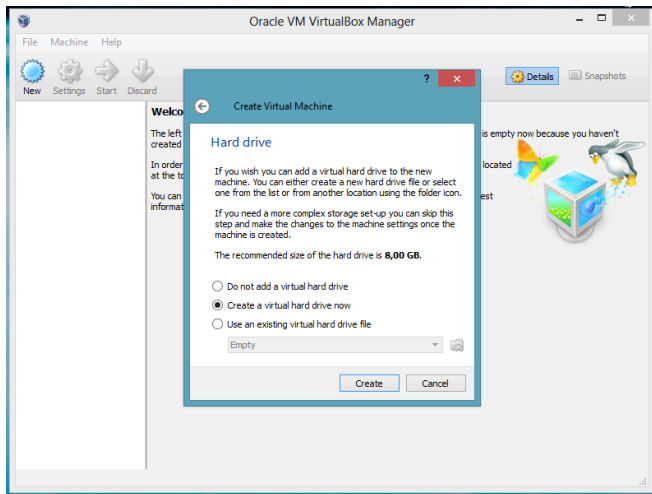 Oracle VM VirtualBox Manager
File Machine Help
New Settings Start Discard
Details Snapshots
Welco
The left
created
In order
at the to
You can
informat
is empty now because you haven't
located
est
? ×
Create Virtual Machine
Hard drive
If you wish you can add a virtual hard drive to the new
machine. You can either create a new hard drive file or select
one from the list or from another location using the folder icon.
If you need a more complex storage set-up you can skip this
step and make the changes to the machine settings once the
machine is created.
The recommended size of the hard drive is 8,00 GB.
Do not add a virtual hard drive
Create a virtual hard drive now
Use an existing virtual hard drive file
Empty
Create Cancel